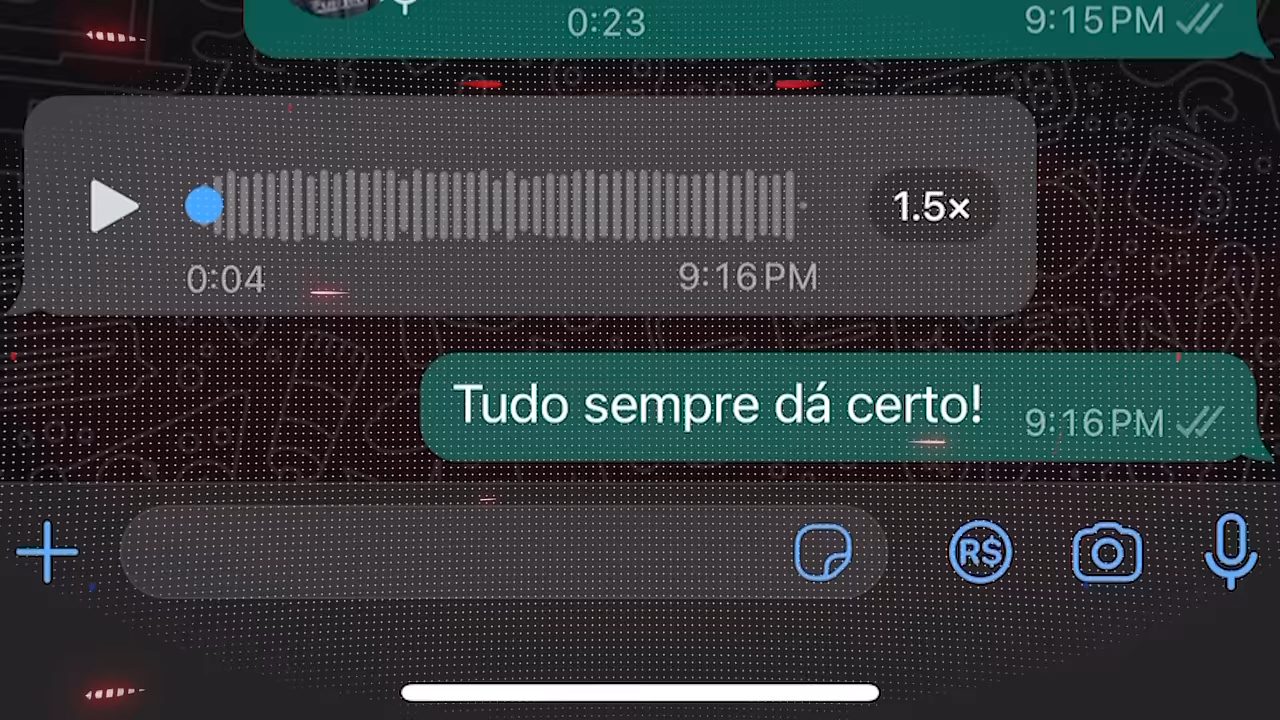 0:23 9:15 PM
1.5×
0:04 9:16 PM
Tudo sempre dá certo! 9:16 PM
R$